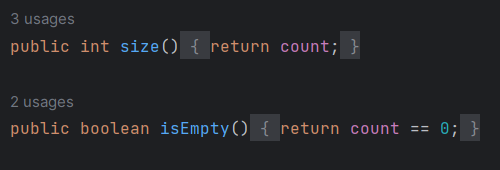 3 usages
public int size() { return count; }
2 usages
public boolean isEmpty() { return count == 0; }